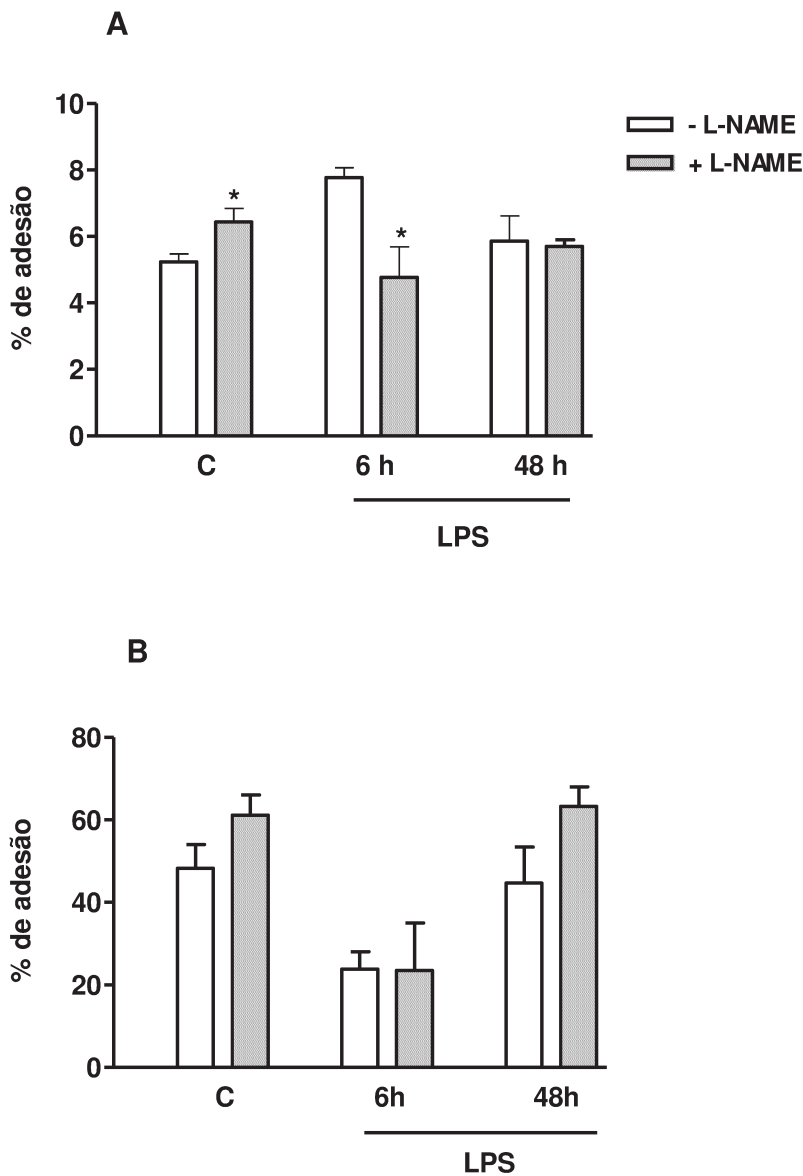 A
- L-NAME
+ L-NAME
% de adesão
10
8
6
4
2
0
*
*
C
6 h
48 h
LPS
B
% de adesão
80
60
40
20
0
C
6h
48h
LPS